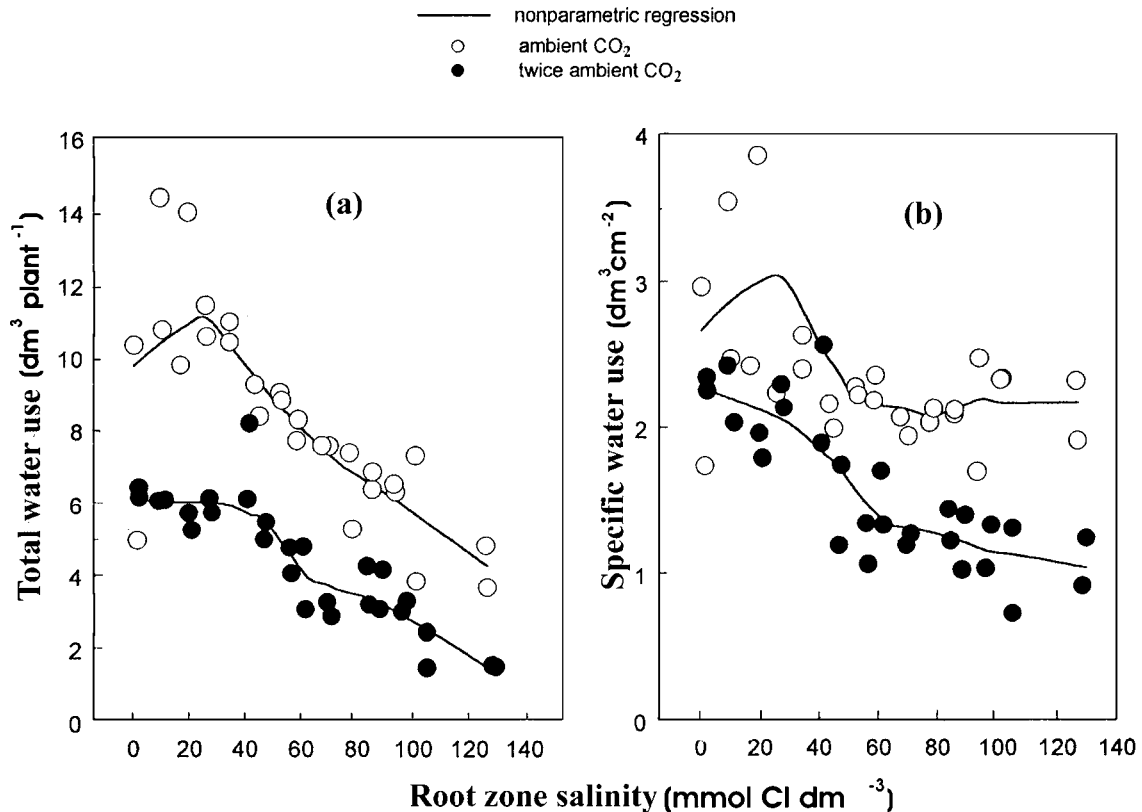 nonparametric regression
ambient CO₂
twice ambient CO₂
(a)
(b)
Total water use (dm³ plant⁻¹)
16
14
12
10
8
6
4
2
0
0 20 40 60 80 100 120 140
Specific water use (dm³cm⁻²)
4
3
2
1
0
0 20 40 60 80 100 120 140
Root zone salinity (mmol Cl dm ⁻³)